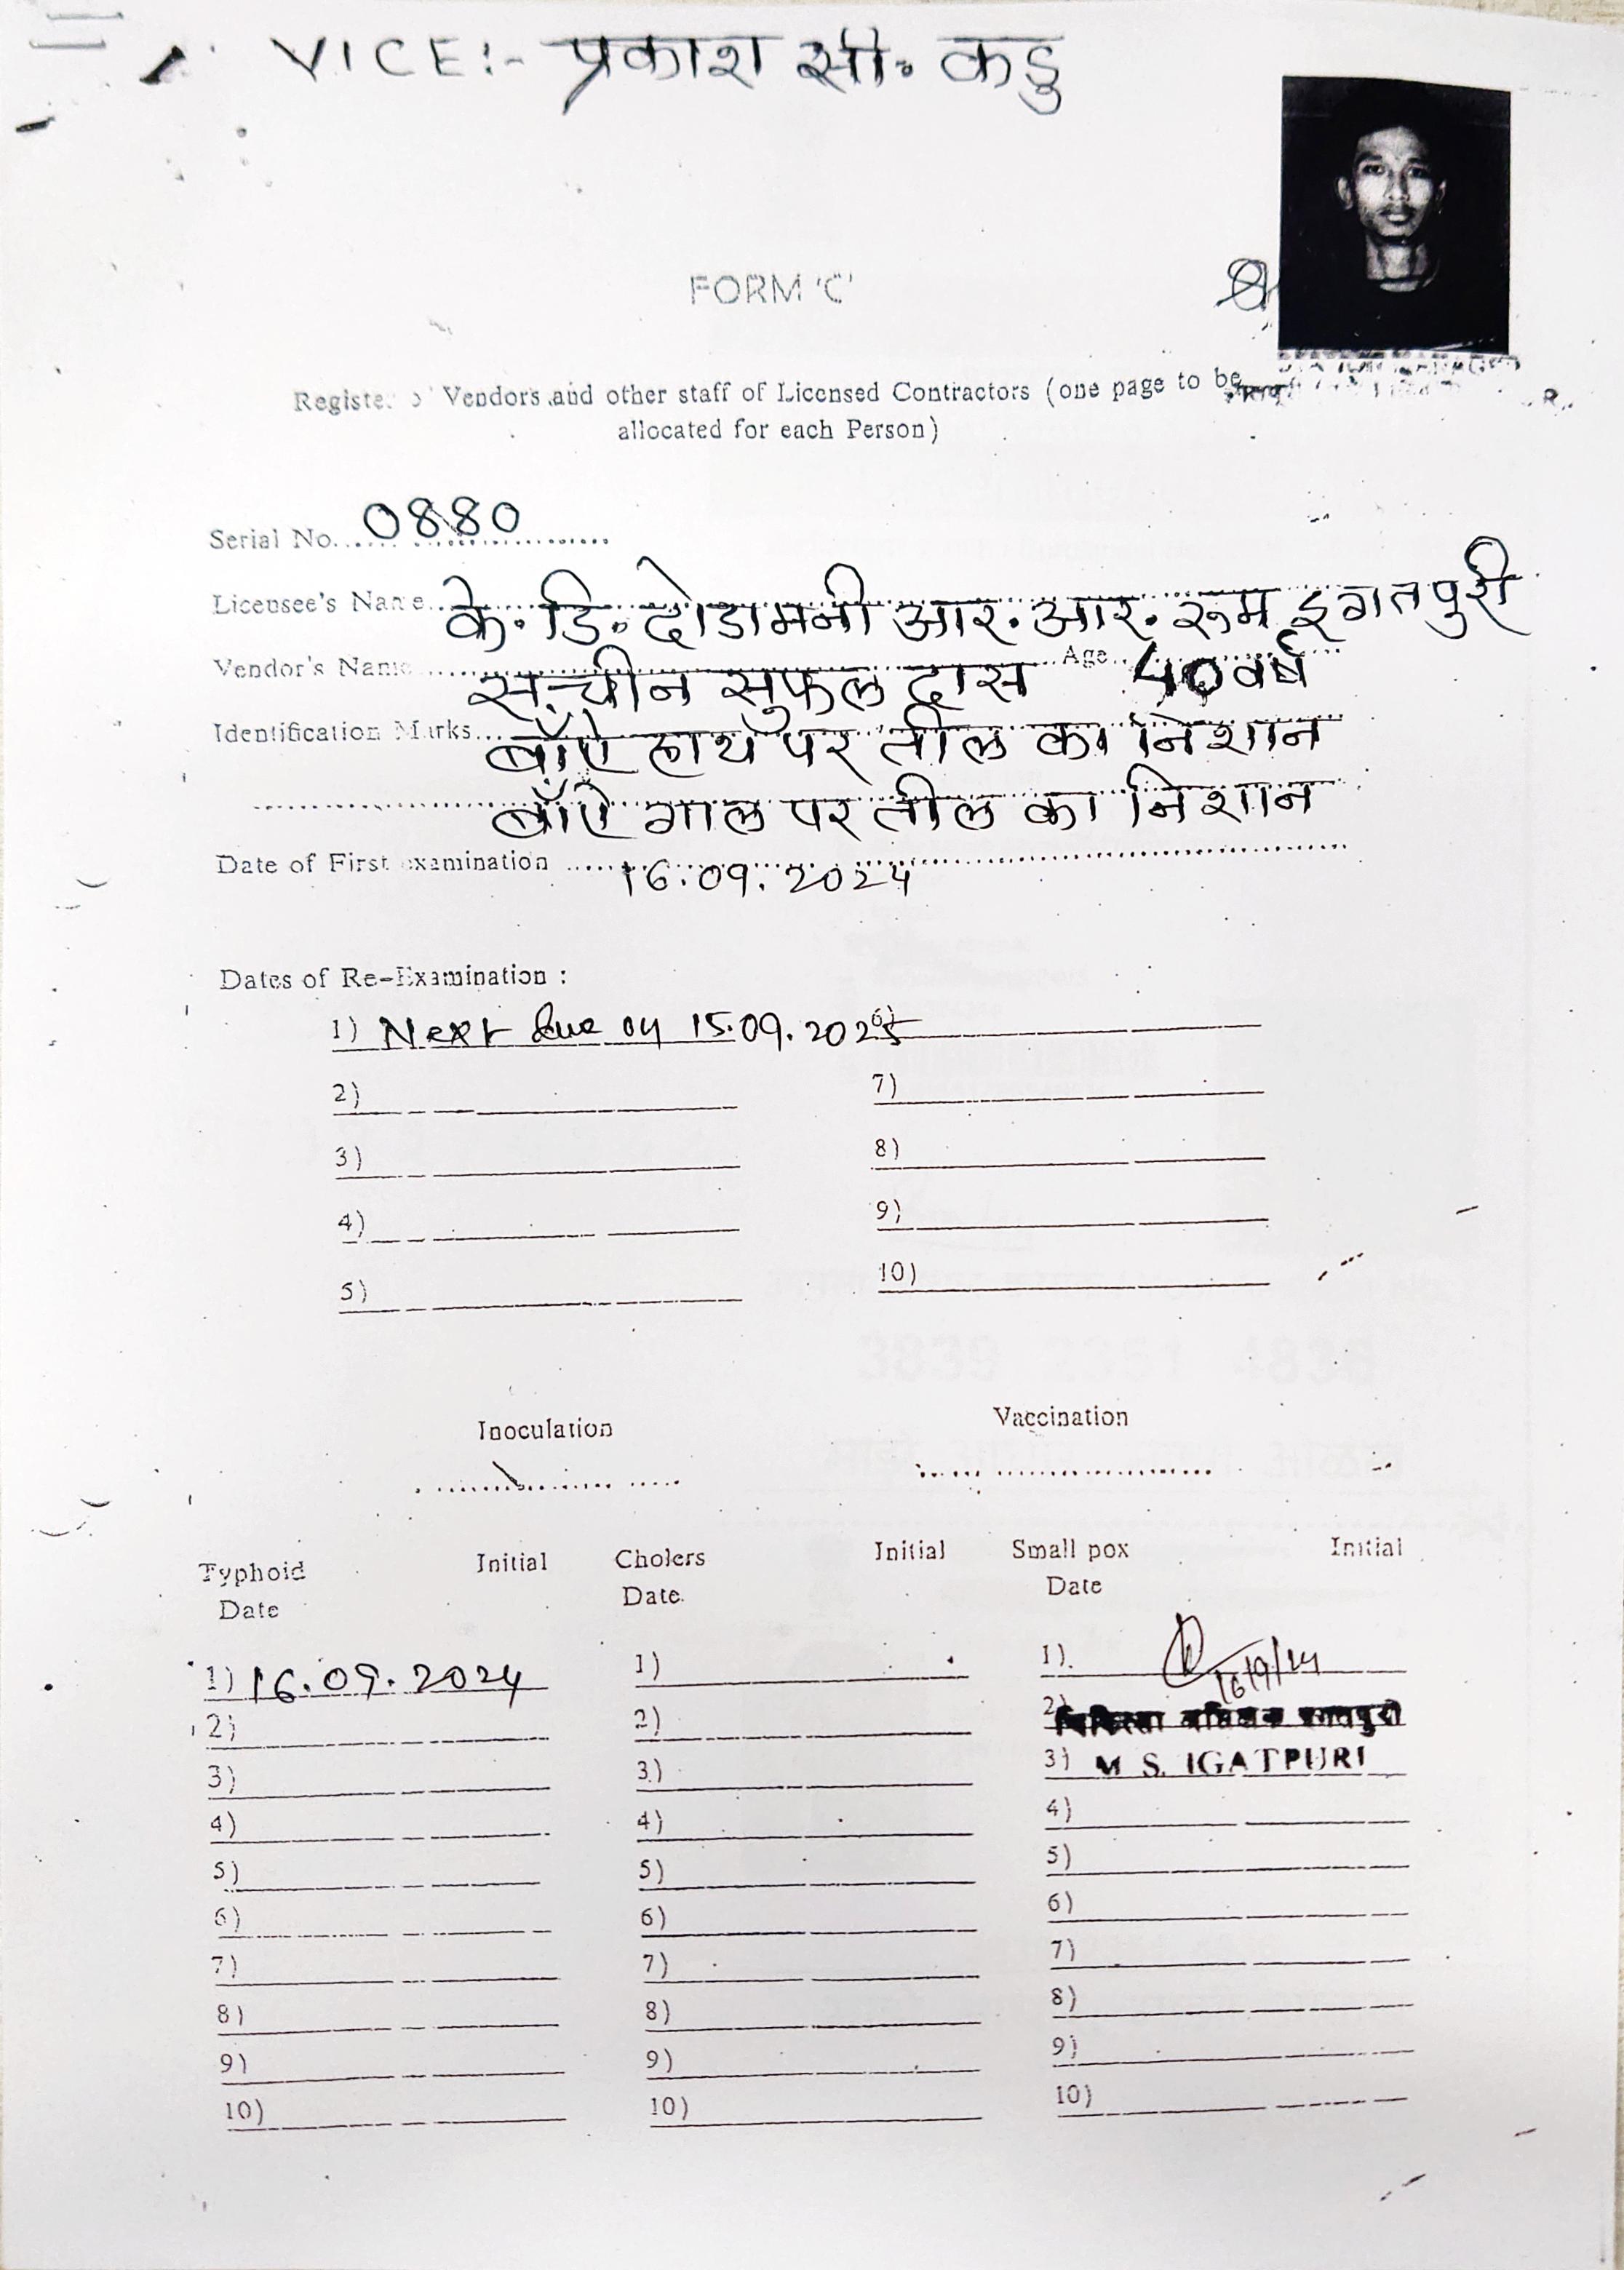 VICE:- प्रकाश सी. कडु
FORM 'C'
Register of Vendors and other staff of Licensed Contractors (one page to be
allocated for each Person)
Serial No. 0880
Licensee's Name के. डि. दोडामनी आर. आर. रूम इगतपुरी
Vendor's Name सचीन सुफल दास Age 40 वर्ष
Identification Marks बाँऐ हाथ पर तील का निशान
बाँऐ गाल पर तील का निशान
Date of First examination 16.09.2024
Dates of Re-Examination :
1) Next due on 15.09.2025 6)
2) 7)
3) 8)
4) 9)
5) 10)
Inoculation Vaccination
Typhoid Initial Cholers Initial Small pox Initial
Date Date. Date
1) 16.09.2024 1) 1) 16/9/24
2) 2) 2)
3) 3) 3) M S. IGATPURI
4) 4) 4)
5) 5) 5)
6) 6) 6)
7) 7) 7)
8) 8) 8)
9) 9) 9)
10) 10) 10)